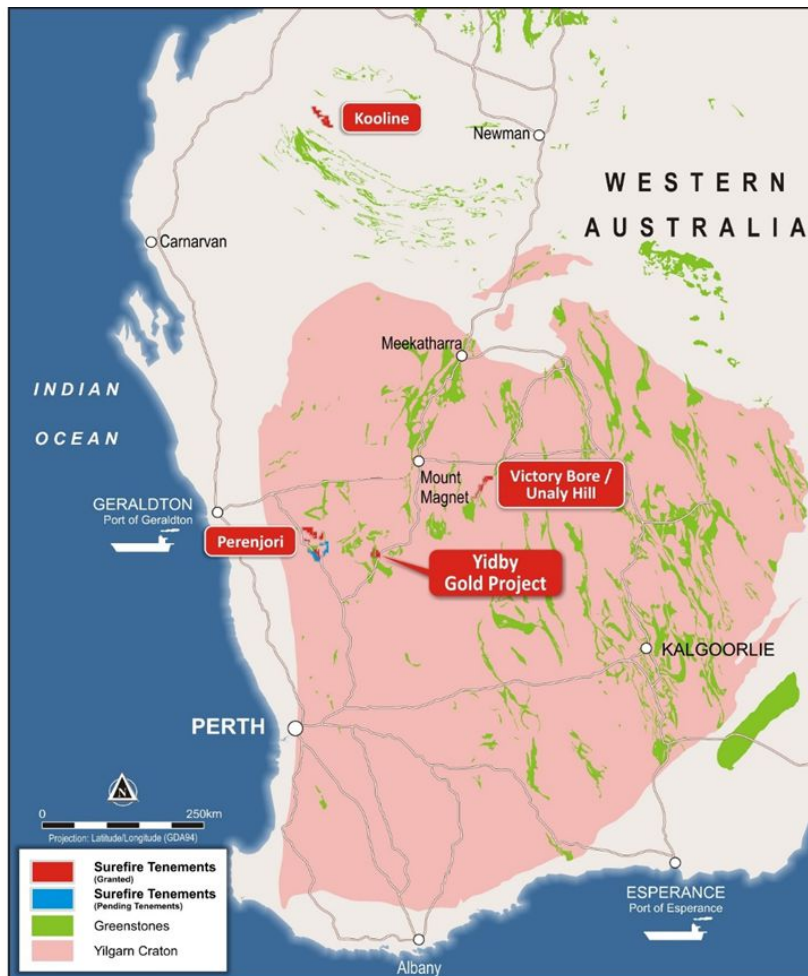 Kooline
Newman
WESTERN
AUSTRALIA
Carnarvan
Meekatharra
INDIAN
OCEAN
Mount
Magnet
Victory Bore /
Unaly Hill
GERALDTON
Port of Geraldton
Perenjori
Yidby
Gold Project
KALGOORLIE
PERTH
N
0 250km
Projection: Latitude/Longitude (GDA94)
Surefire Tenements
(Granted)
Surefire Tenements
(Pending Tenements)
Greenstones
Yilgarn Craton
ESPERANCE
Port of Esperance
Albany